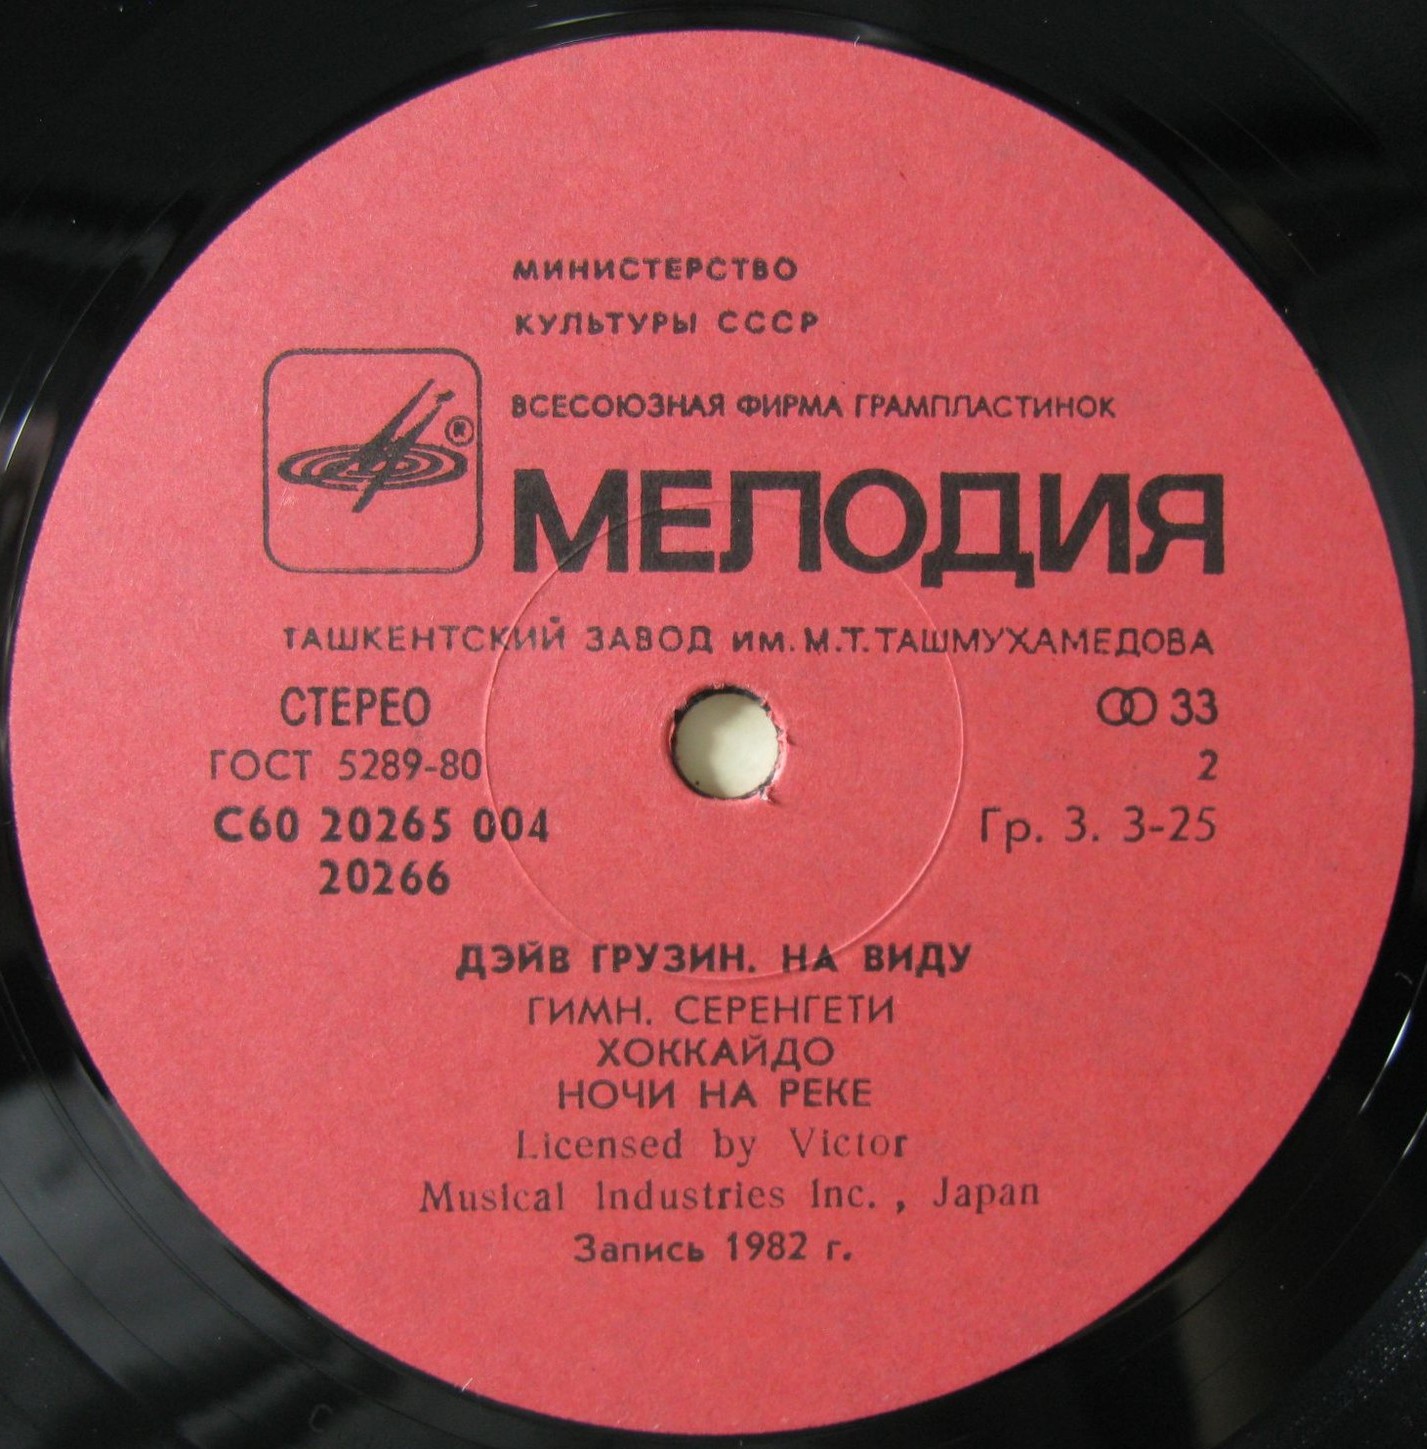 МИНИСТЕРСТВО
КУЛЬТУРЫ СССР
ВСЕСОЮЗНАЯ ФИРМА ГРАМПЛАСТИНОК
®
МЕЛОДИЯ
ТАШКЕНТСКИЙ ЗАВОД им. М.Т.ТАШМУХАМЕДОВА
СТЕРЕО 33
ГОСТ 5289-80 2
С60 20265 004 Гр. 3. 3-25
20266
ДЭЙВ ГРУЗИН. НА ВИДУ
ГИМН. СЕРЕНГЕТИ
ХОККАЙДО
НОЧИ НА РЕКЕ
Licensed by Victor
Musical Industries Inc. , Japan
Запись 1982 г.